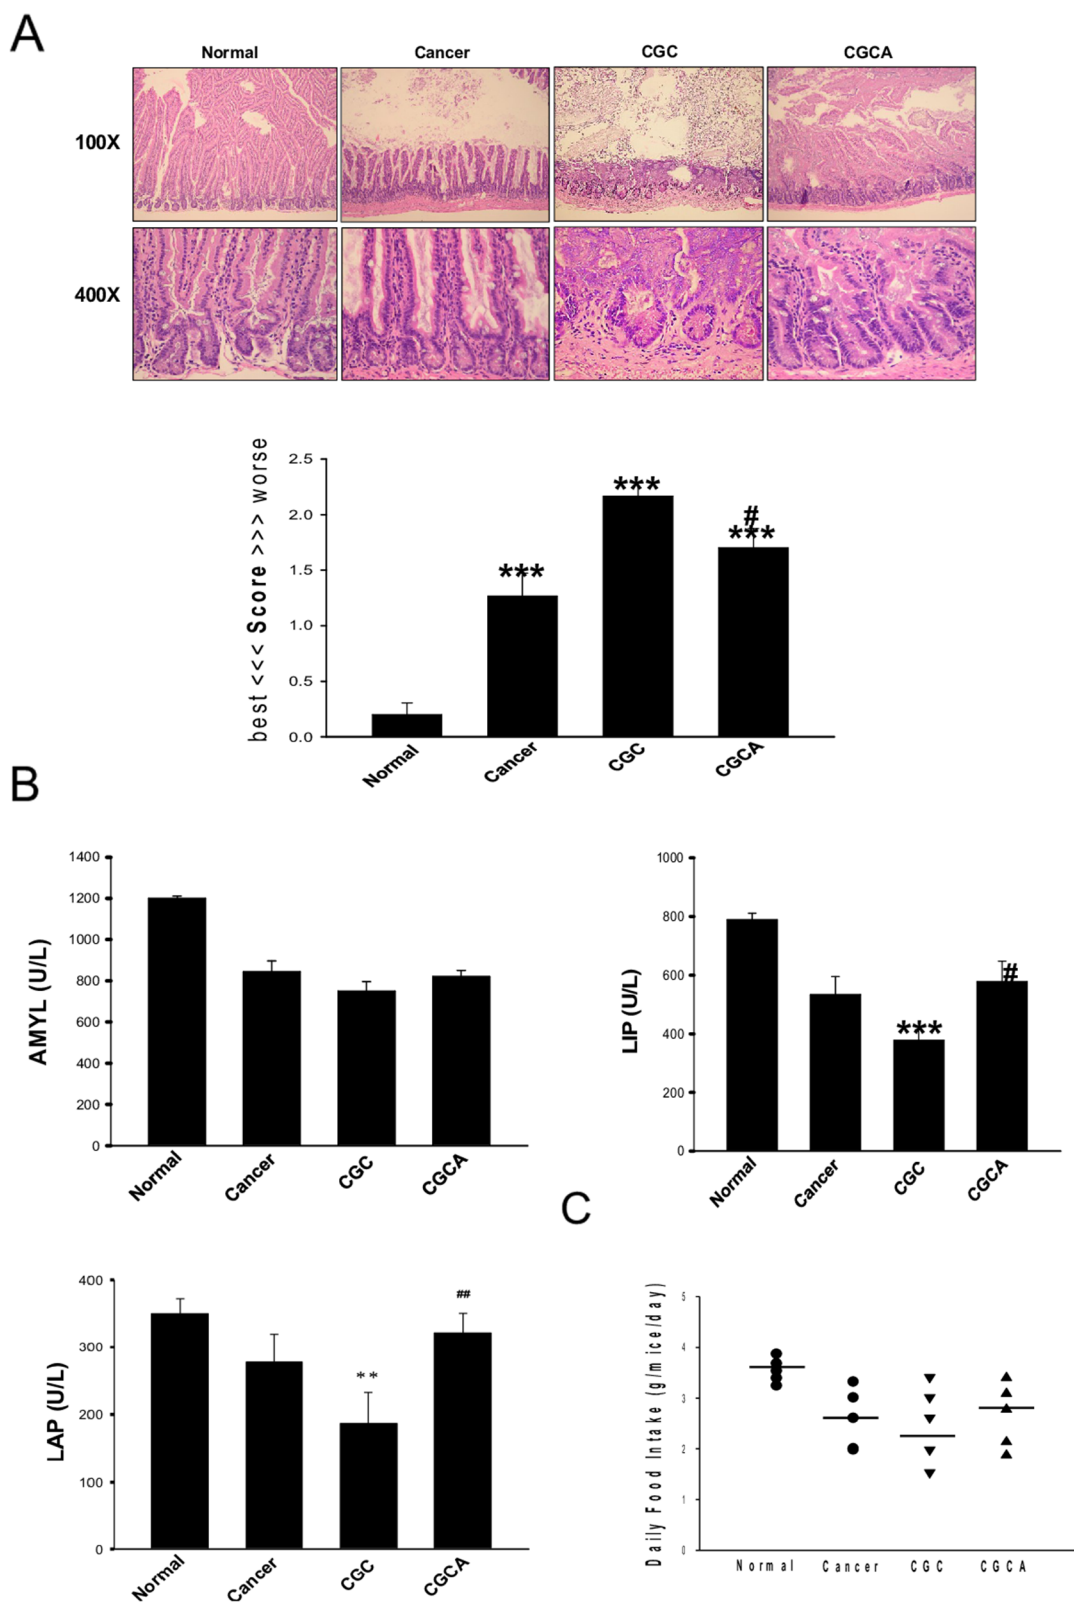 A
Normal Cancer CGC CGCA
100X
400X
best <<< Score >>> worse
2.5
2.0
1.5
1.0
0.5
0.0
***
***
#
***
Normal Cancer CGC CGCA
B
AMYL (U/L)
1400
1200
1000
800
600
400
200
0
Normal Cancer CGC CGCA
LIP (U/L)
1000
800
600
400
200
0
***
#
Normal Cancer CGC CGCA
LAP (U/L)
400
300
200
100
0
**
##
Normal Cancer CGC CGCA
C
Daily Food Intake (g/mice/day)
5
4
3
2
1
0
Normal Cancer CGC CGCA